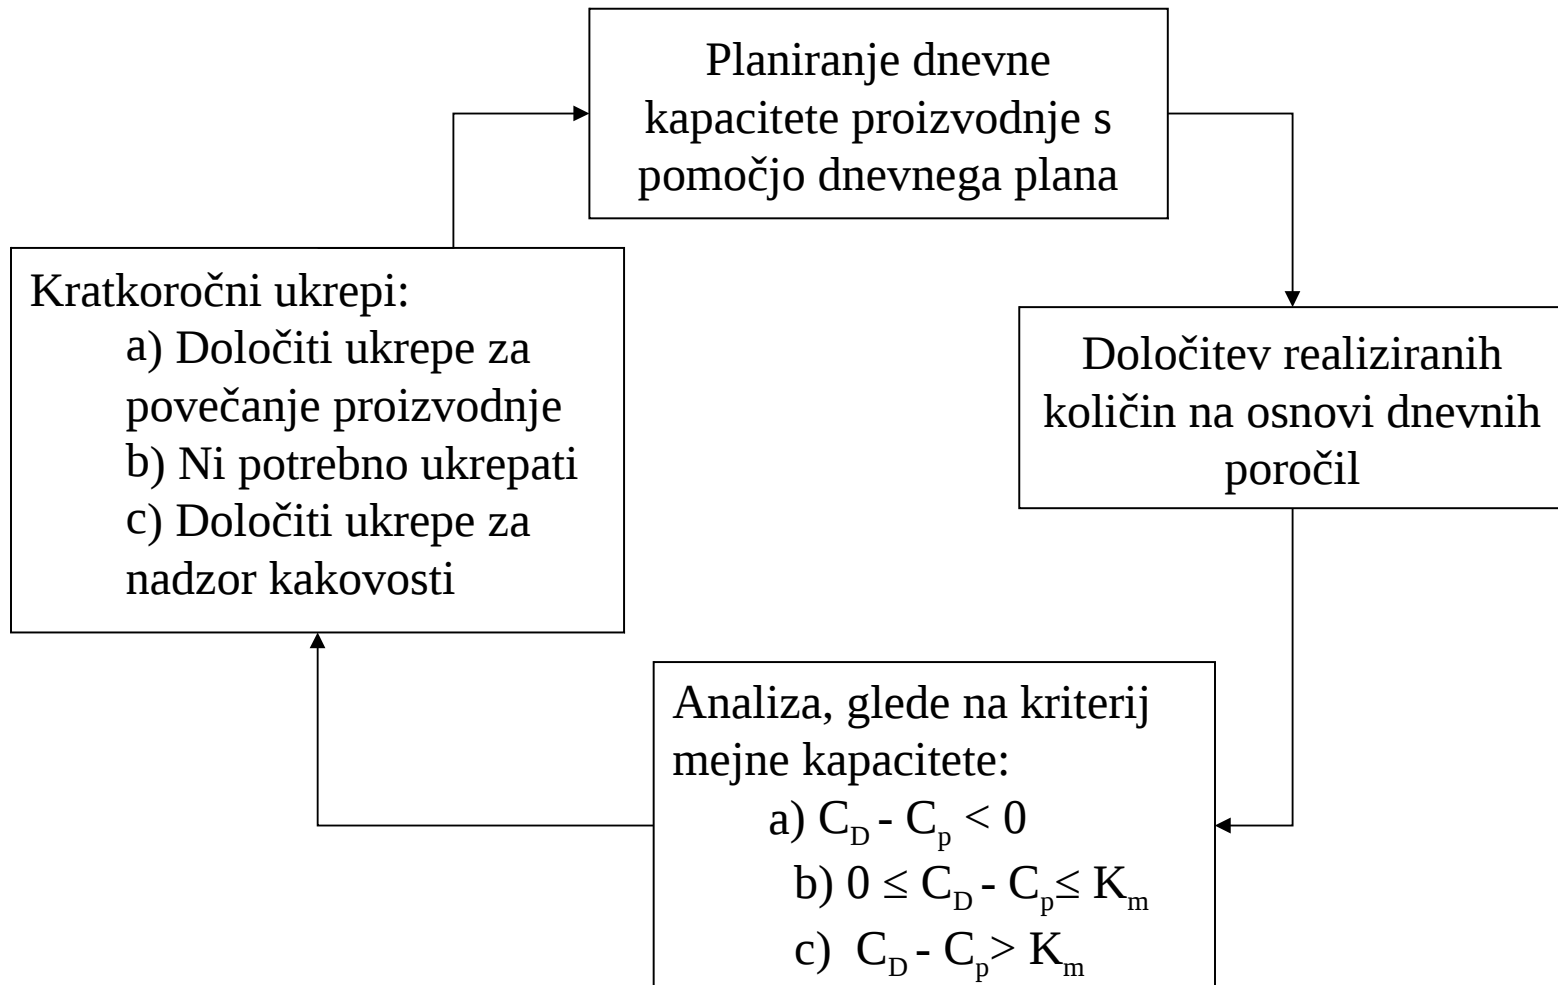 Planiranje dnevne
kapacitete proizvodnje s
pomočjo dnevnega plana
Kratkoročni ukrepi:
a) Določiti ukrepe za
povečanje proizvodnje
b) Ni potrebno ukrepati
c) Določiti ukrepe za
nadzor kakovosti
Določitev realiziranih
količin na osnovi dnevnih
poročil
Analiza, glede na kriterij
mejne kapacitete:
a) C_D - C_p < 0
b) 0 ≤ C_D - C_p ≤ K_m
c) C_D - C_p > K_m